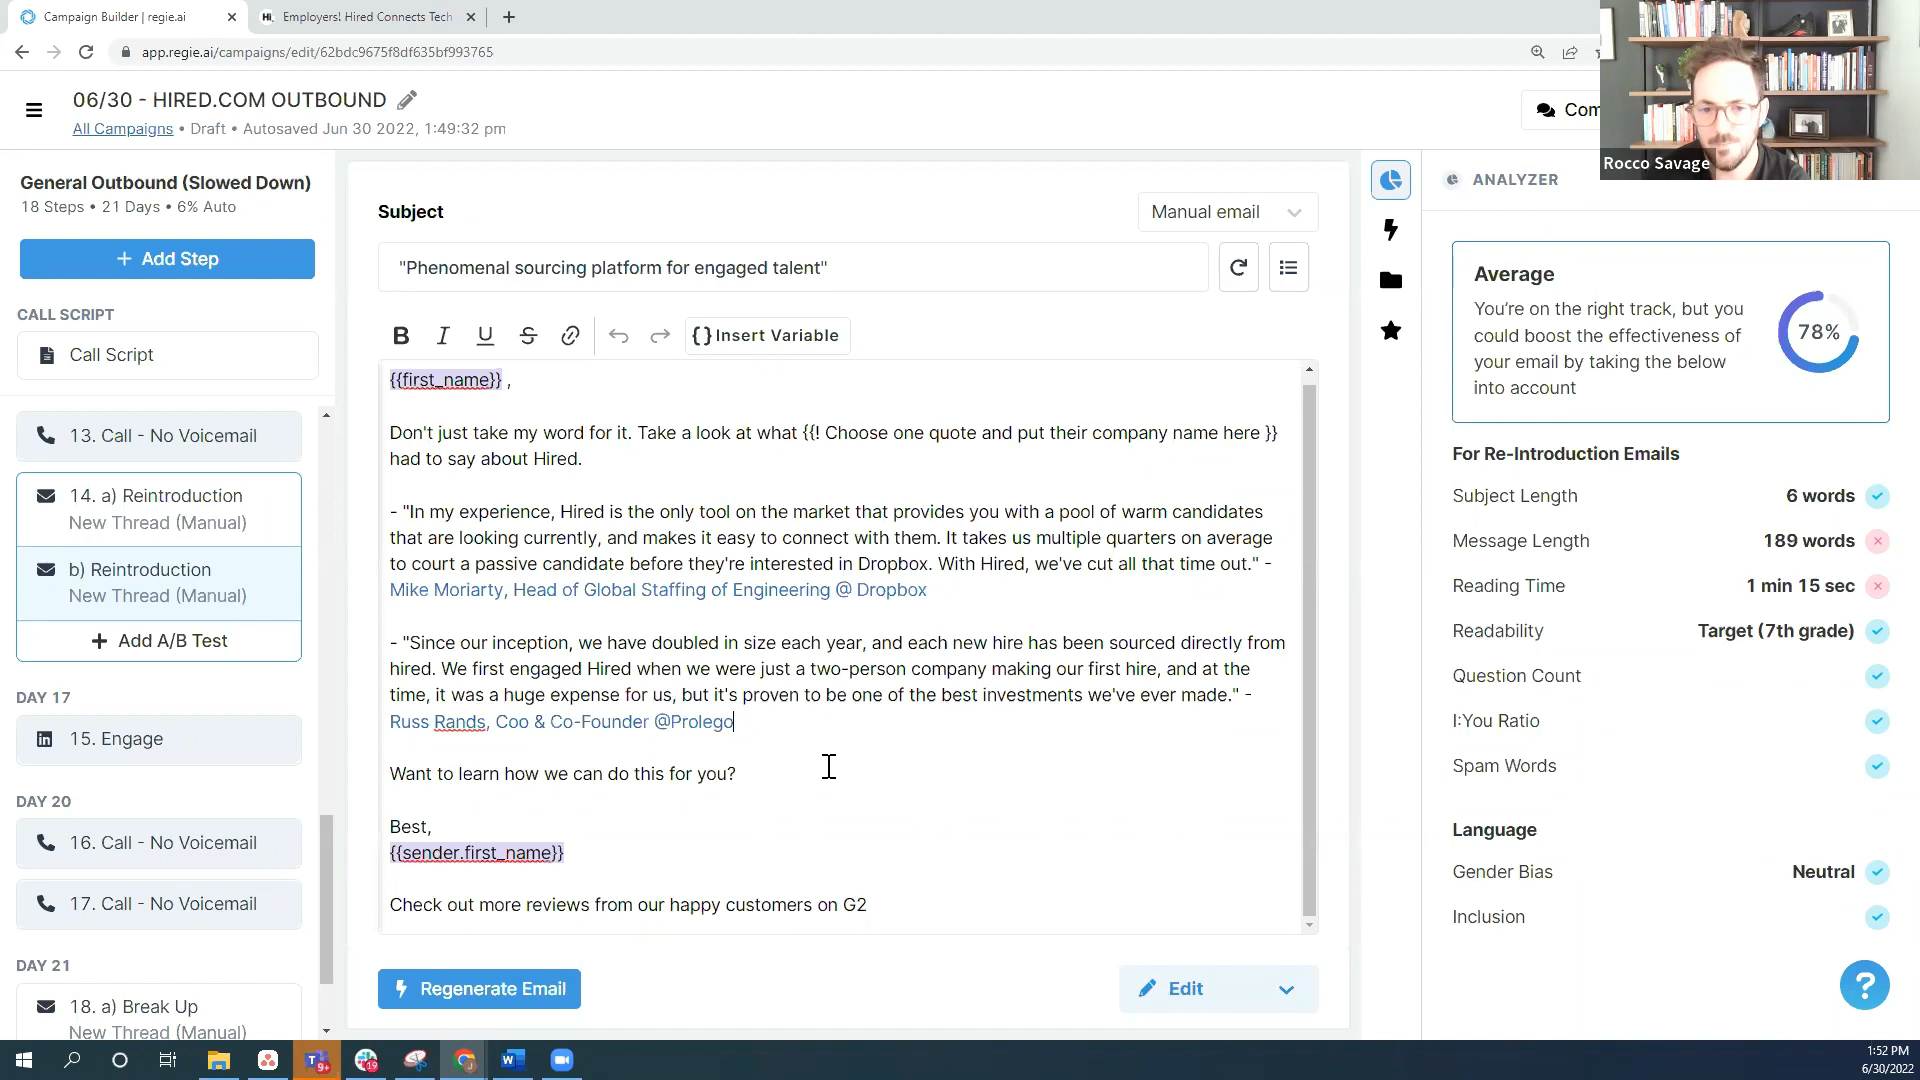 Campaign Builder | regie.ai
Employers! Hired Connects Tech
app.regie.ai/campaigns/edit/62bdc9675f8df635bf993765
06/30 - HIRED.COM OUTBOUND
All Campaigns • Draft • Autosaved Jun 30 2022, 1:49:32 pm
Com
Rocco Savage
General Outbound (Slowed Down)
18 Steps • 21 Days • 6% Auto
+ Add Step
CALL SCRIPT
Call Script
13. Call - No Voicemail
14. a) Reintroduction
New Thread (Manual)
b) Reintroduction
New Thread (Manual)
+ Add A/B Test
DAY 17
15. Engage
DAY 20
16. Call - No Voicemail
17. Call - No Voicemail
DAY 21
18. a) Break Up
New Thread (Manual)
Subject
Manual email
"Phenomenal sourcing platform for engaged talent"
B I U S {} Insert Variable
{{first_name}} ,
Don't just take my word for it. Take a look at what {{! Choose one quote and put their company name here }}
had to say about Hired.
- "In my experience, Hired is the only tool on the market that provides you with a pool of warm candidates
that are looking currently, and makes it easy to connect with them. It takes us multiple quarters on average
to court a passive candidate before they're interested in Dropbox. With Hired, we've cut all that time out." -
Mike Moriarty, Head of Global Staffing of Engineering @ Dropbox
- "Since our inception, we have doubled in size each year, and each new hire has been sourced directly from
hired. We first engaged Hired when we were just a two-person company making our first hire, and at the
time, it was a huge expense for us, but it's proven to be one of the best investments we've ever made." -
Russ Rands, Coo & Co-Founder @Prolego
Want to learn how we can do this for you?
Best,
{{sender.first_name}}
Check out more reviews from our happy customers on G2
Regenerate Email
Edit
ANALYZER
Average
You're on the right track, but you
could boost the effectiveness of
your email by taking the below
into account
78%
For Re-Introduction Emails
Subject Length 6 words
Message Length 189 words
Reading Time 1 min 15 sec
Readability Target (7th grade)
Question Count
I:You Ratio
Spam Words
Language
Gender Bias Neutral
Inclusion
?
1:52 PM
6/30/2022